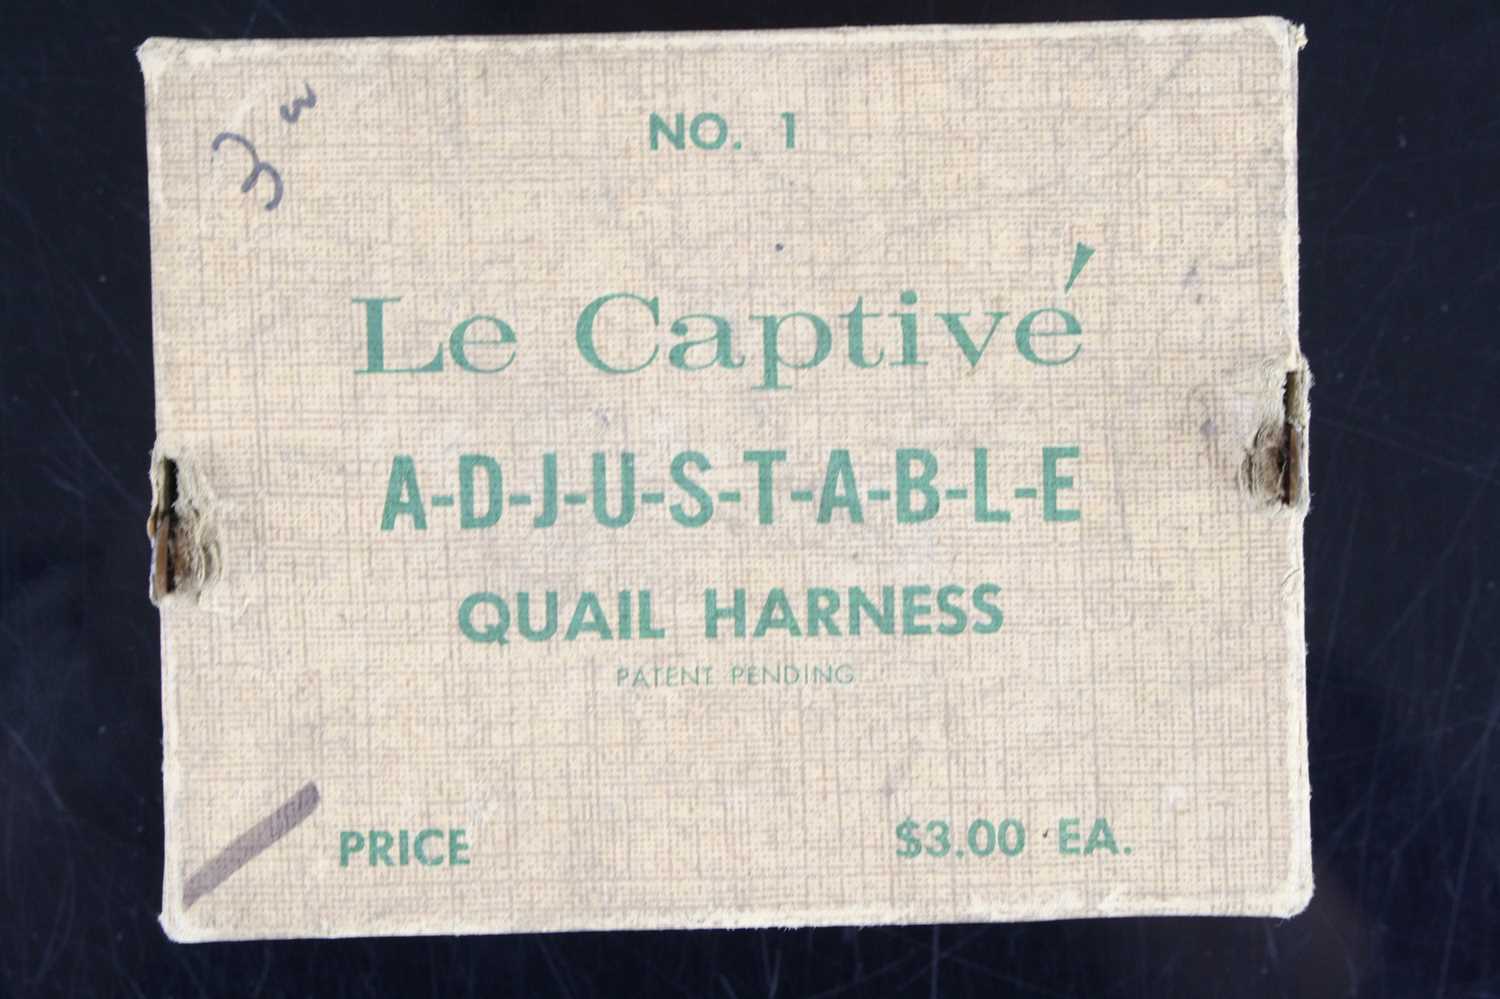 NO. 1
Le Captivé
A-D-J-U-S-T-A-B-L-E
QUAIL HARNESS
PATENT PENDING
PRICE $3.00 EA.